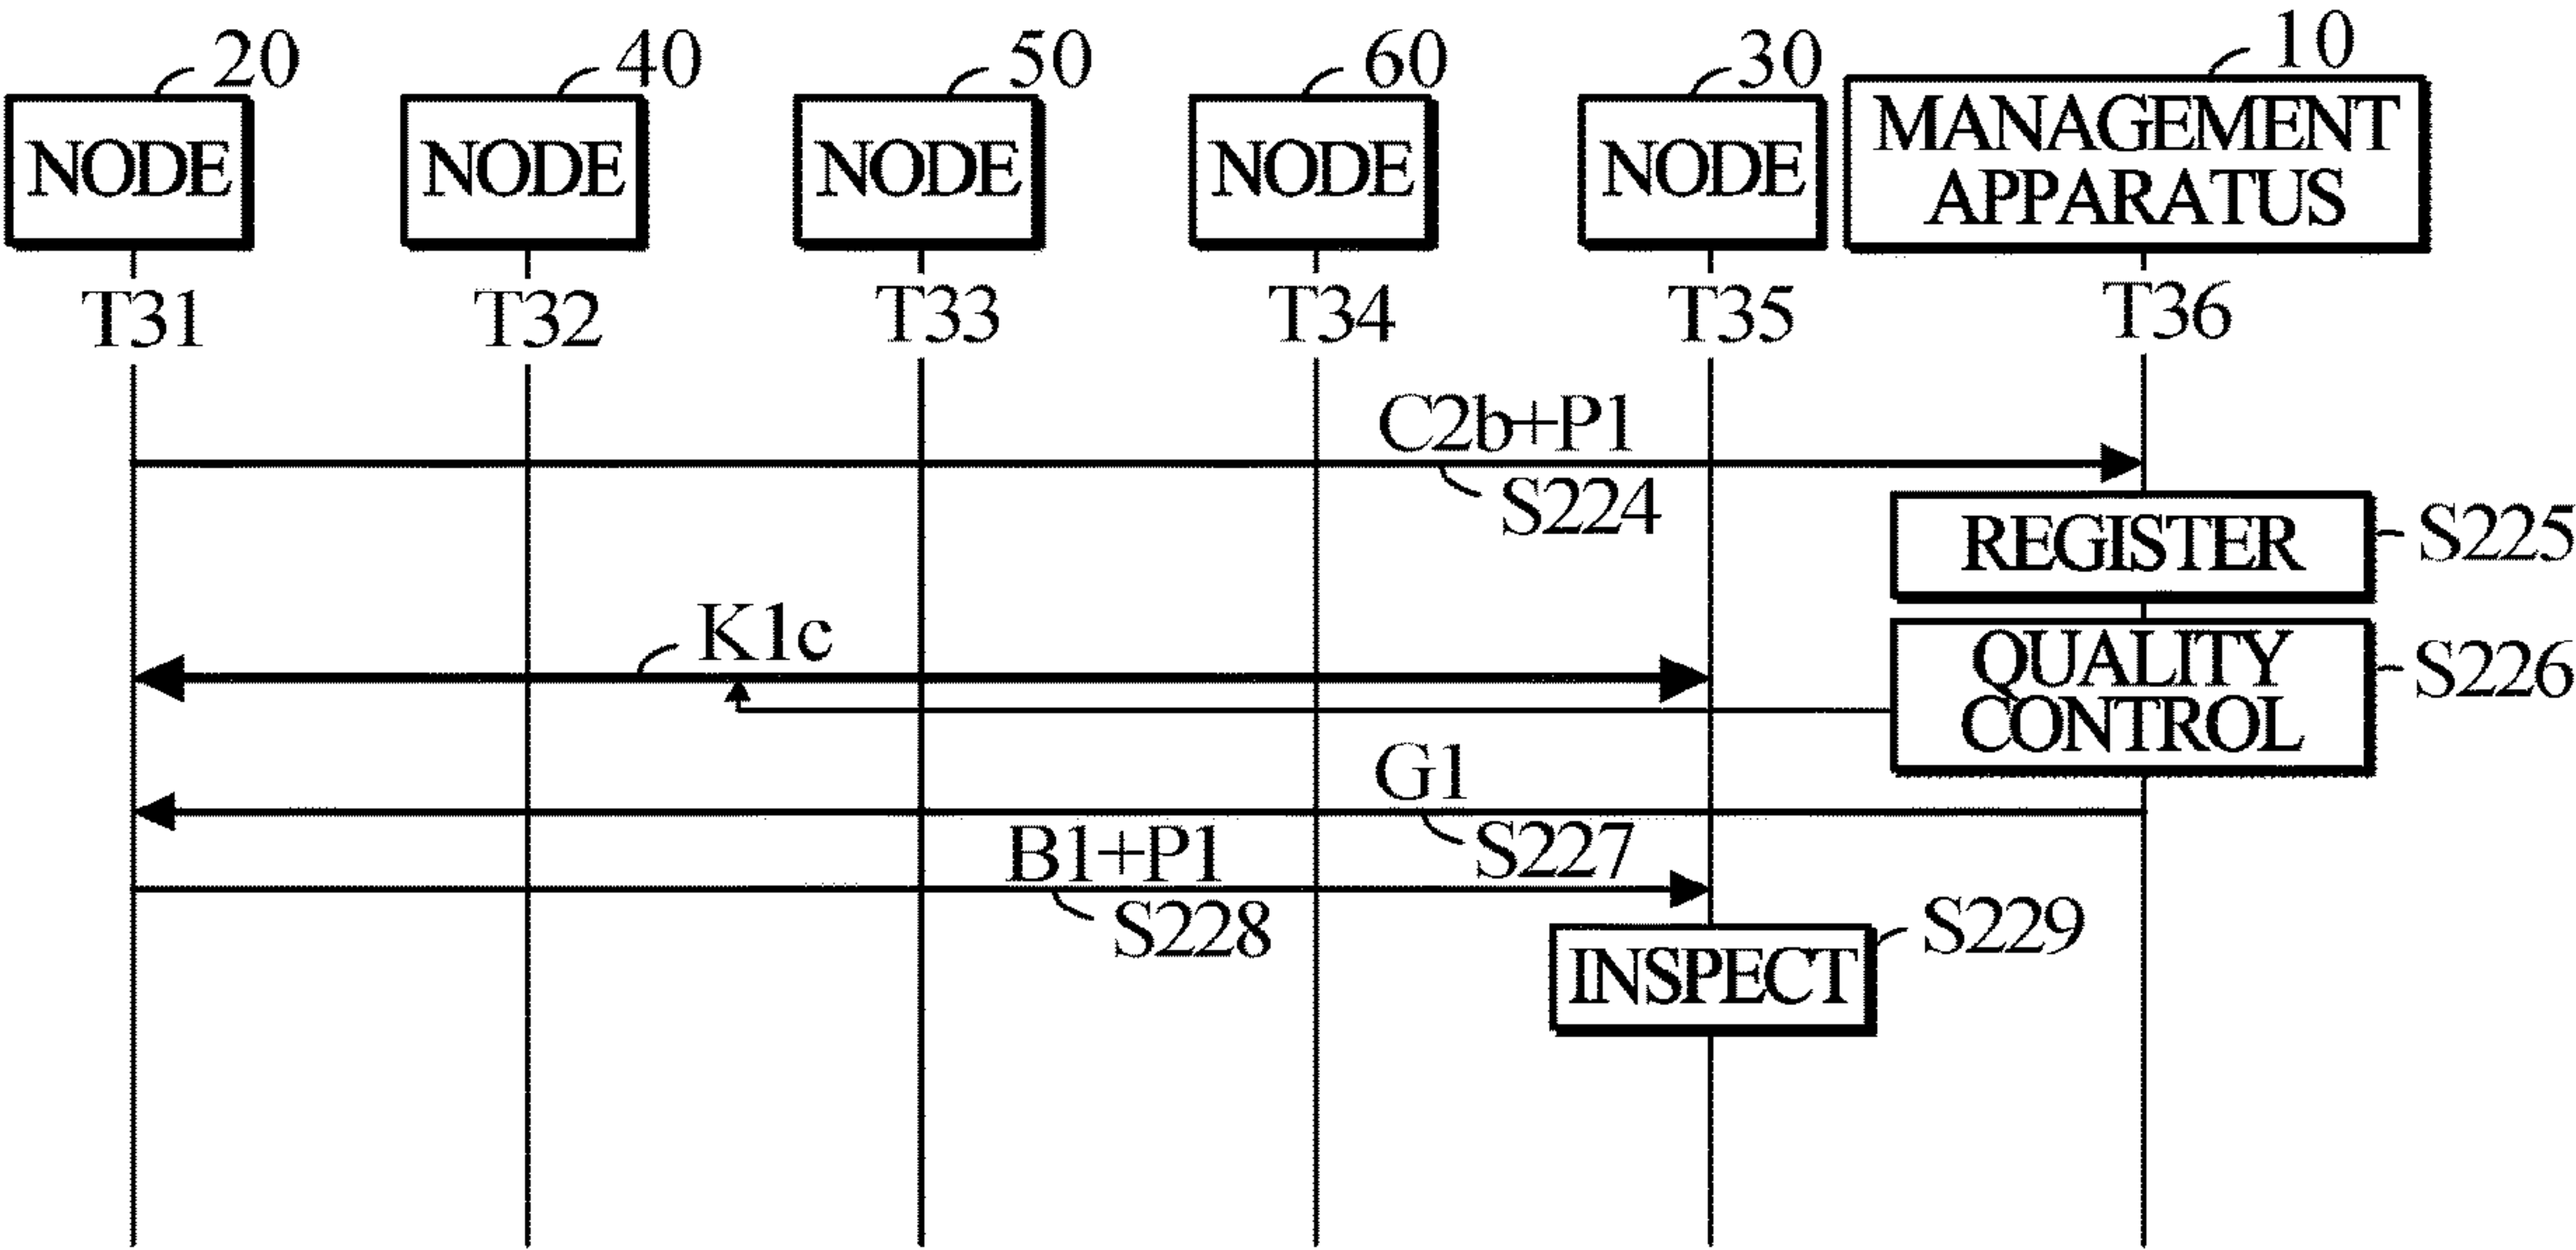 20 40 50 60 30 10
NODE NODE NODE NODE NODE MANAGEMENT
APPARATUS
T31 T32 T33 T34 T35 T36
C2b+P1
S224
REGISTER S225
K1c
QUALITY
CONTROL S226
G1
S227
B1+P1
S228
S229
INSPECT